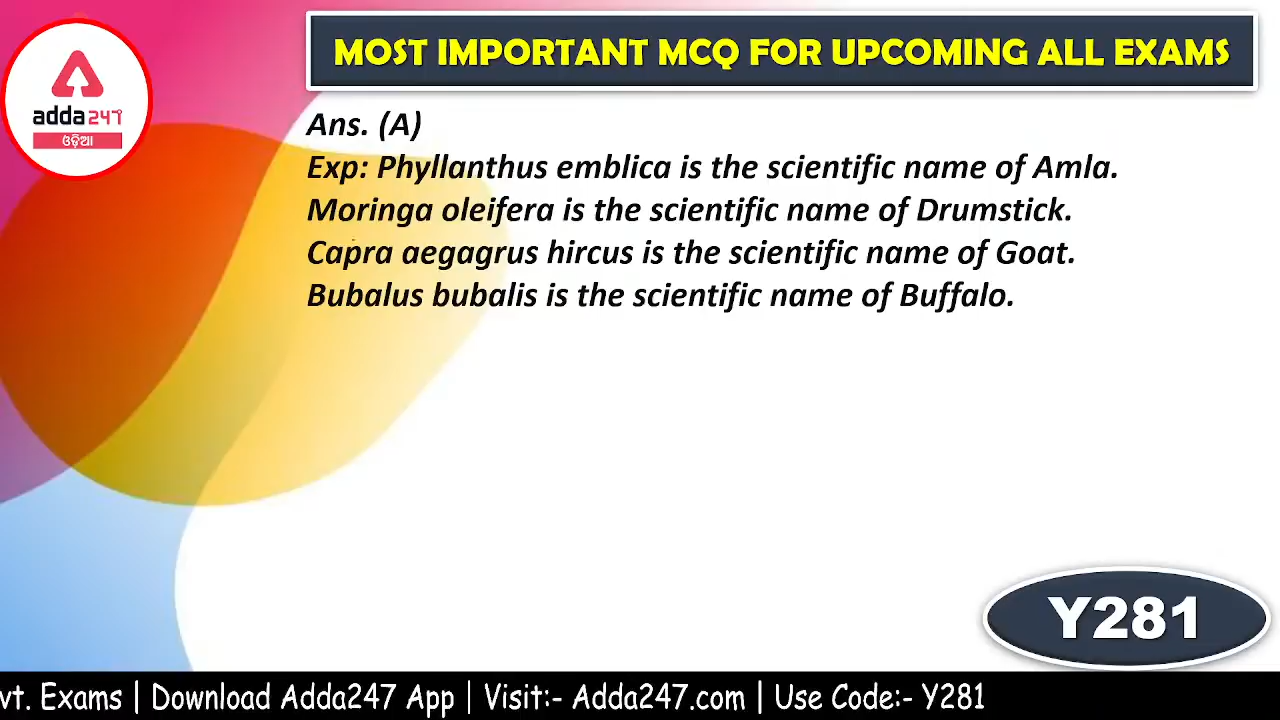 MOST IMPORTANT MCQ FOR UPCOMING ALL EXAMS
adda247
ଓଡ଼ିଆ
Ans. (A)
Exp: Phyllanthus emblica is the scientific name of Amla.
Moringa oleifera is the scientific name of Drumstick.
Capra aegagrus hircus is the scientific name of Goat.
Bubalus bubalis is the scientific name of Buffalo.
Y281
vt. Exams | Download Adda247 App | Visit:- Adda247.com | Use Code:- Y281